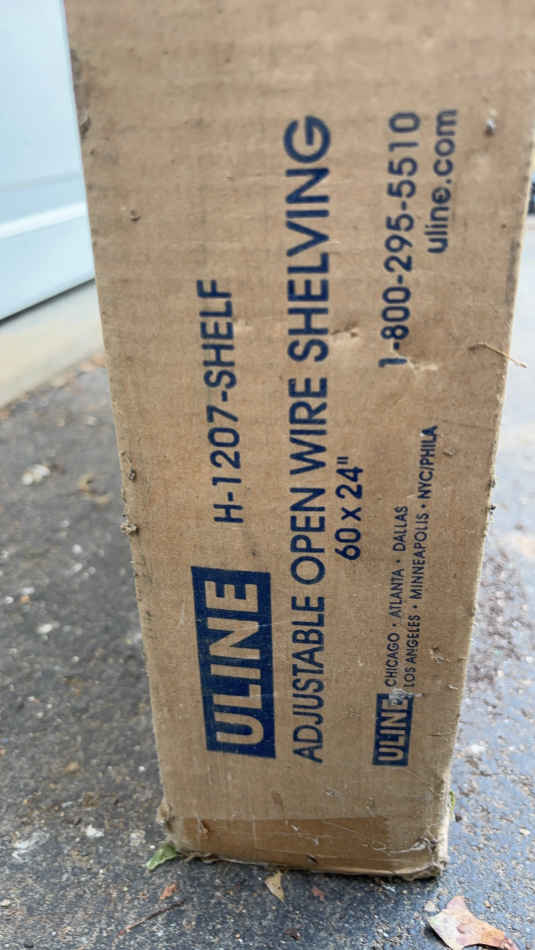 ULINE H-1207-SHELF
ADJUSTABLE OPEN WIRE SHELVING
60 x 24"
ULINE
CHICAGO • ATLANTA • DALLAS
LOS ANGELES • MINNEAPOLIS • NYC/PHILA
1-800-295-5510
uline.com